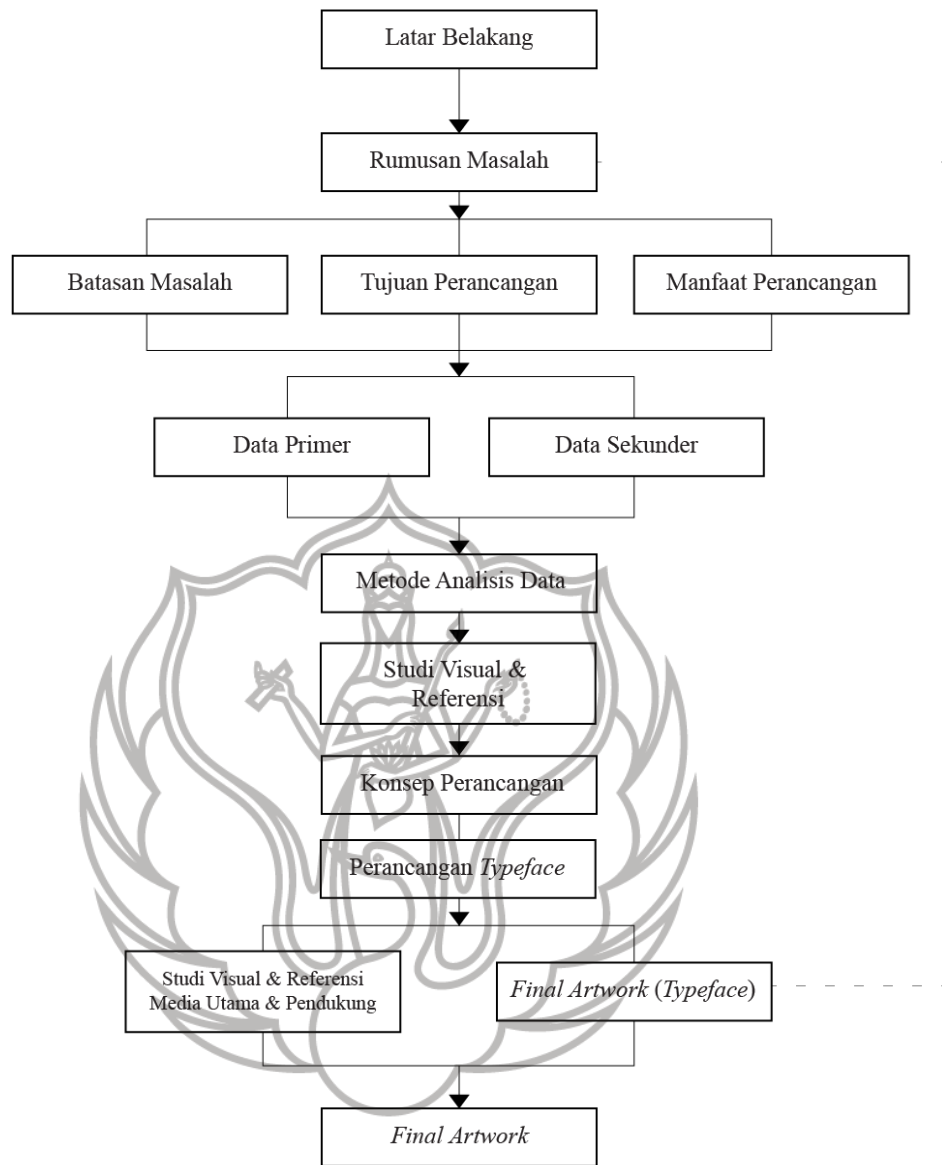 Latar Belakang
Rumusan Masalah
Batasan Masalah
Tujuan Perancangan
Manfaat Perancangan
Data Primer
Data Sekunder
Metode Analisis Data
Studi Visual &
Referensi
Konsep Perancangan
Perancangan Typeface
Studi Visual & Referensi
Media Utama & Pendukung
Final Artwork (Typeface)
Final Artwork